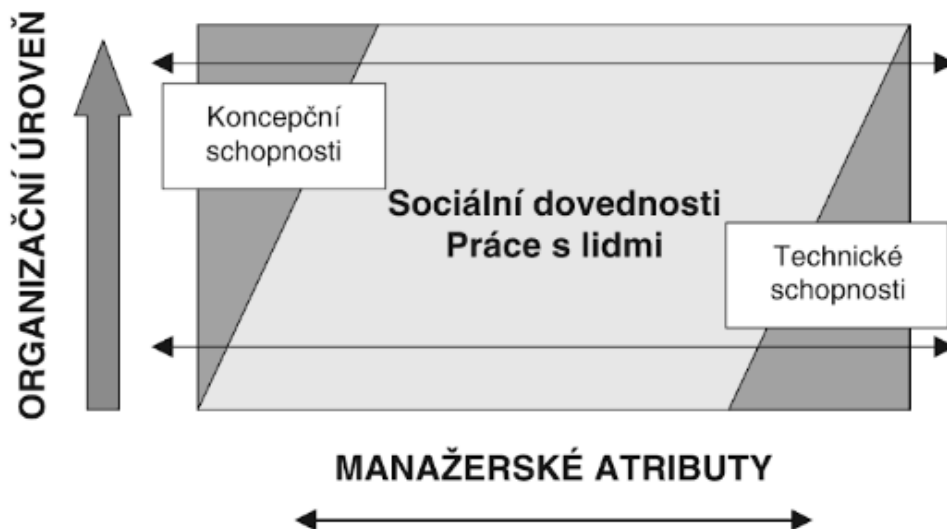 ORGANIZAČNÍ ÚROVEŇ
Koncepční
schopnosti
Sociální dovednosti
Práce s lidmi
Technické
schopnosti
MANAŽERSKÉ ATRIBUTY